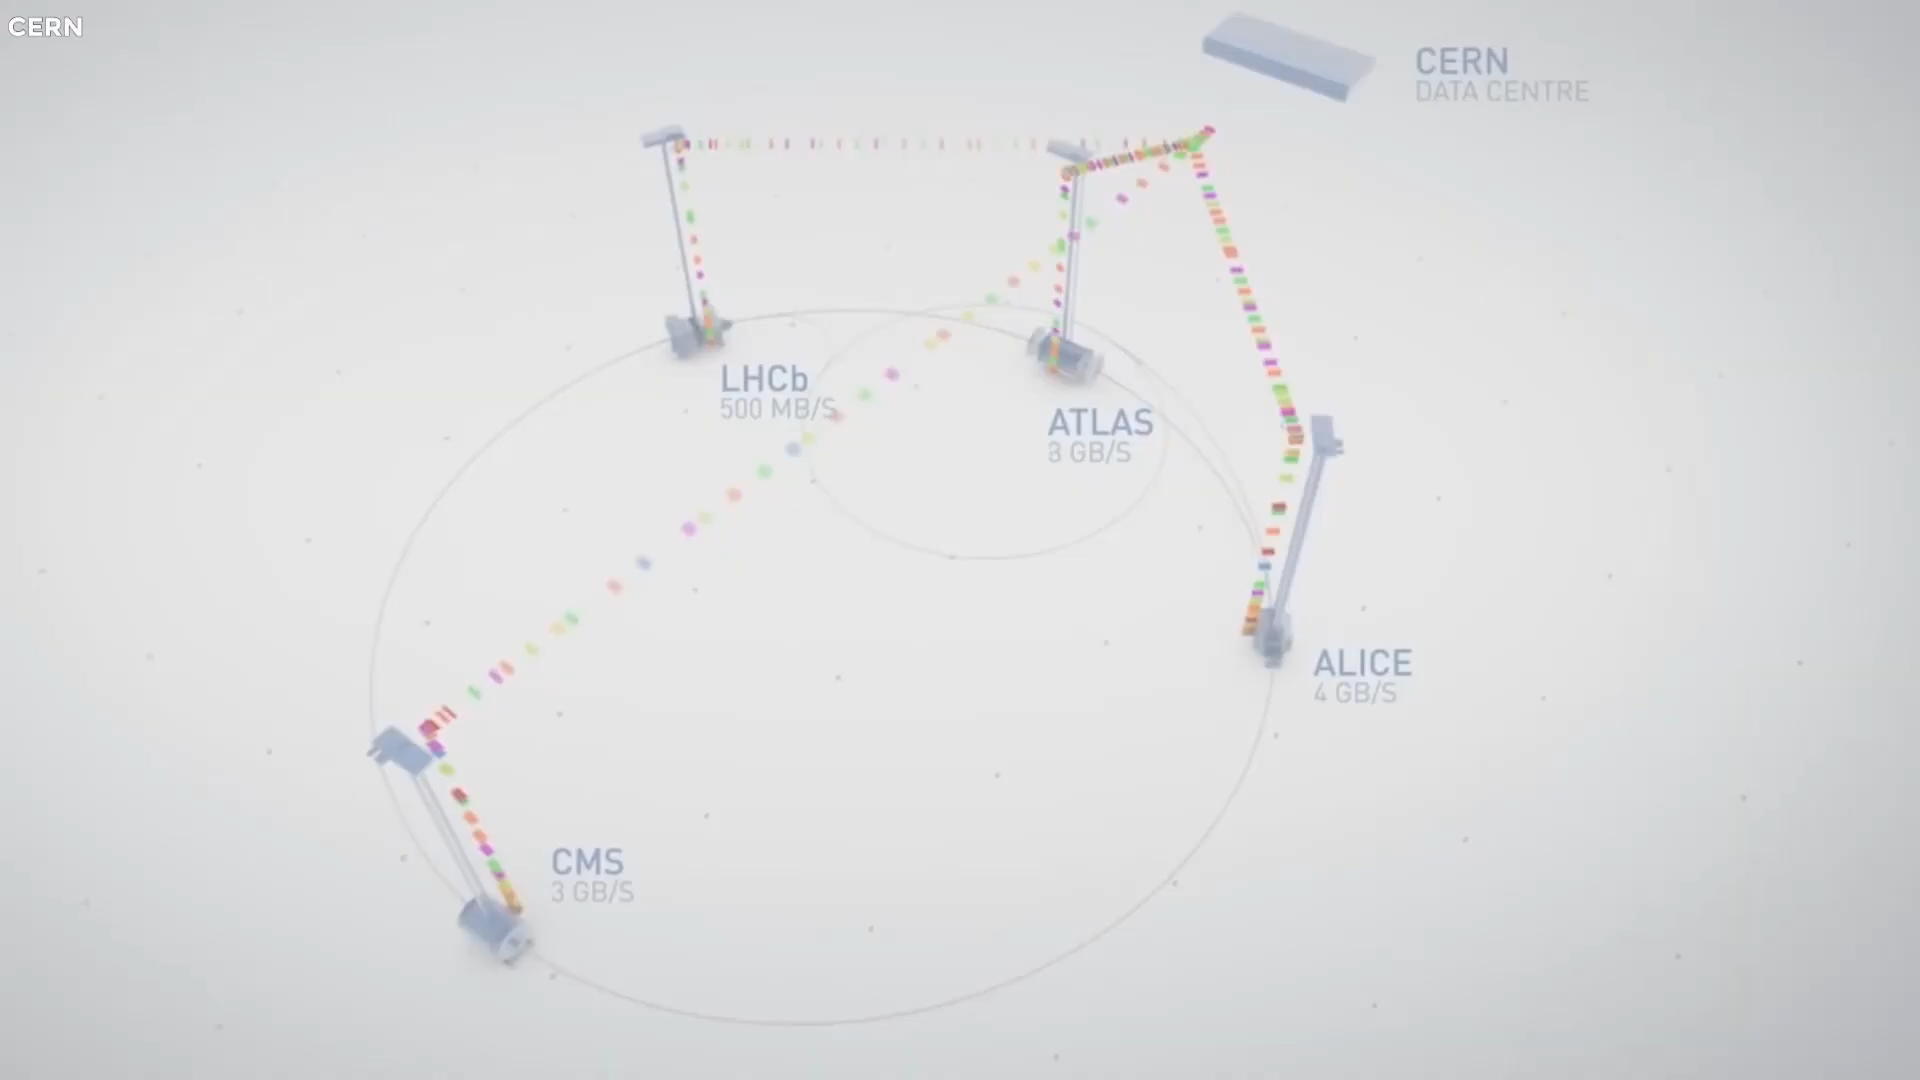 CERN
CERN
DATA CENTRE
LHCb
500 MB/S
ATLAS
3 GB/S
ALICE
4 GB/S
CMS
3 GB/S